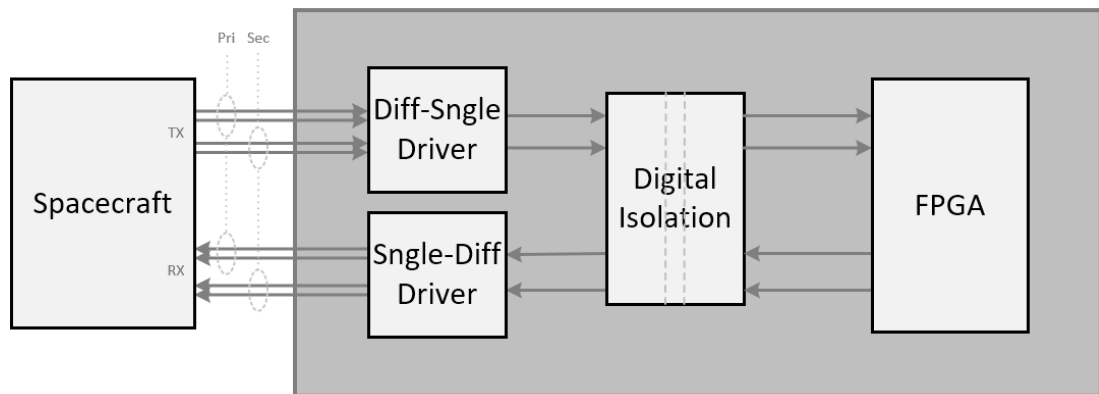 Pri Sec
TX
RX
Spacecraft
Diff-Sngle
Driver
Sngle-Diff
Driver
Digital
Isolation
FPGA